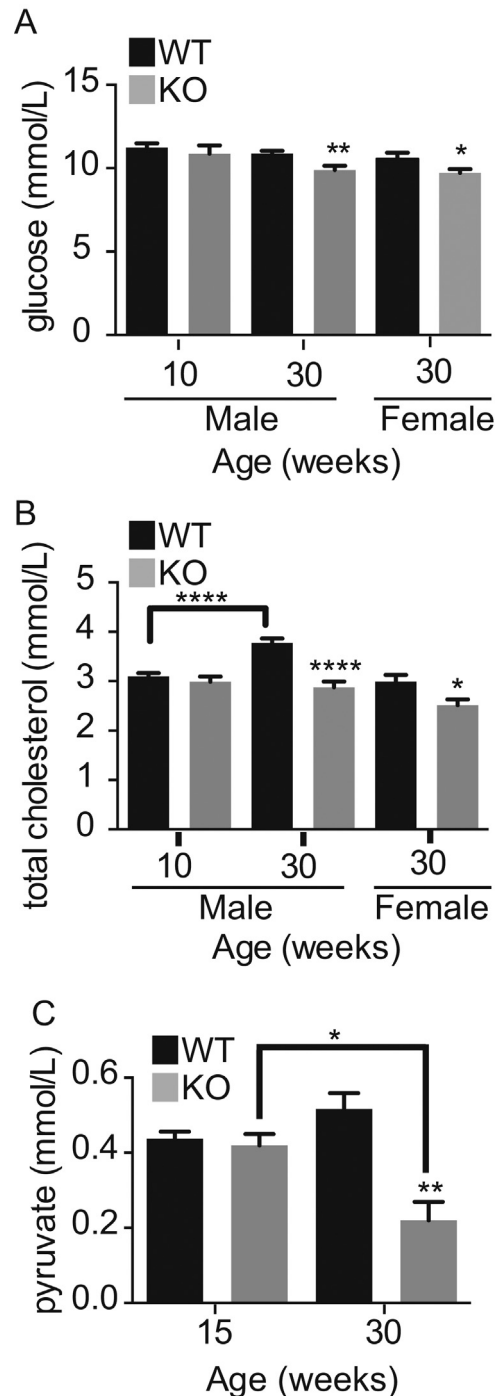 A
WT
KO
glucose (mmol/L)
15
10
5
0
** *
10 30 30
Male Female
Age (weeks)
B
WT
KO
total cholesterol (mmol/L)
5
4
3
2
1
0
****
**** *
10 30 30
Male Female
Age (weeks)
C
WT
KO
pyruvate (mmol/L)
0.6
0.4
0.2
0.0
*
**
15 30
Age (weeks)